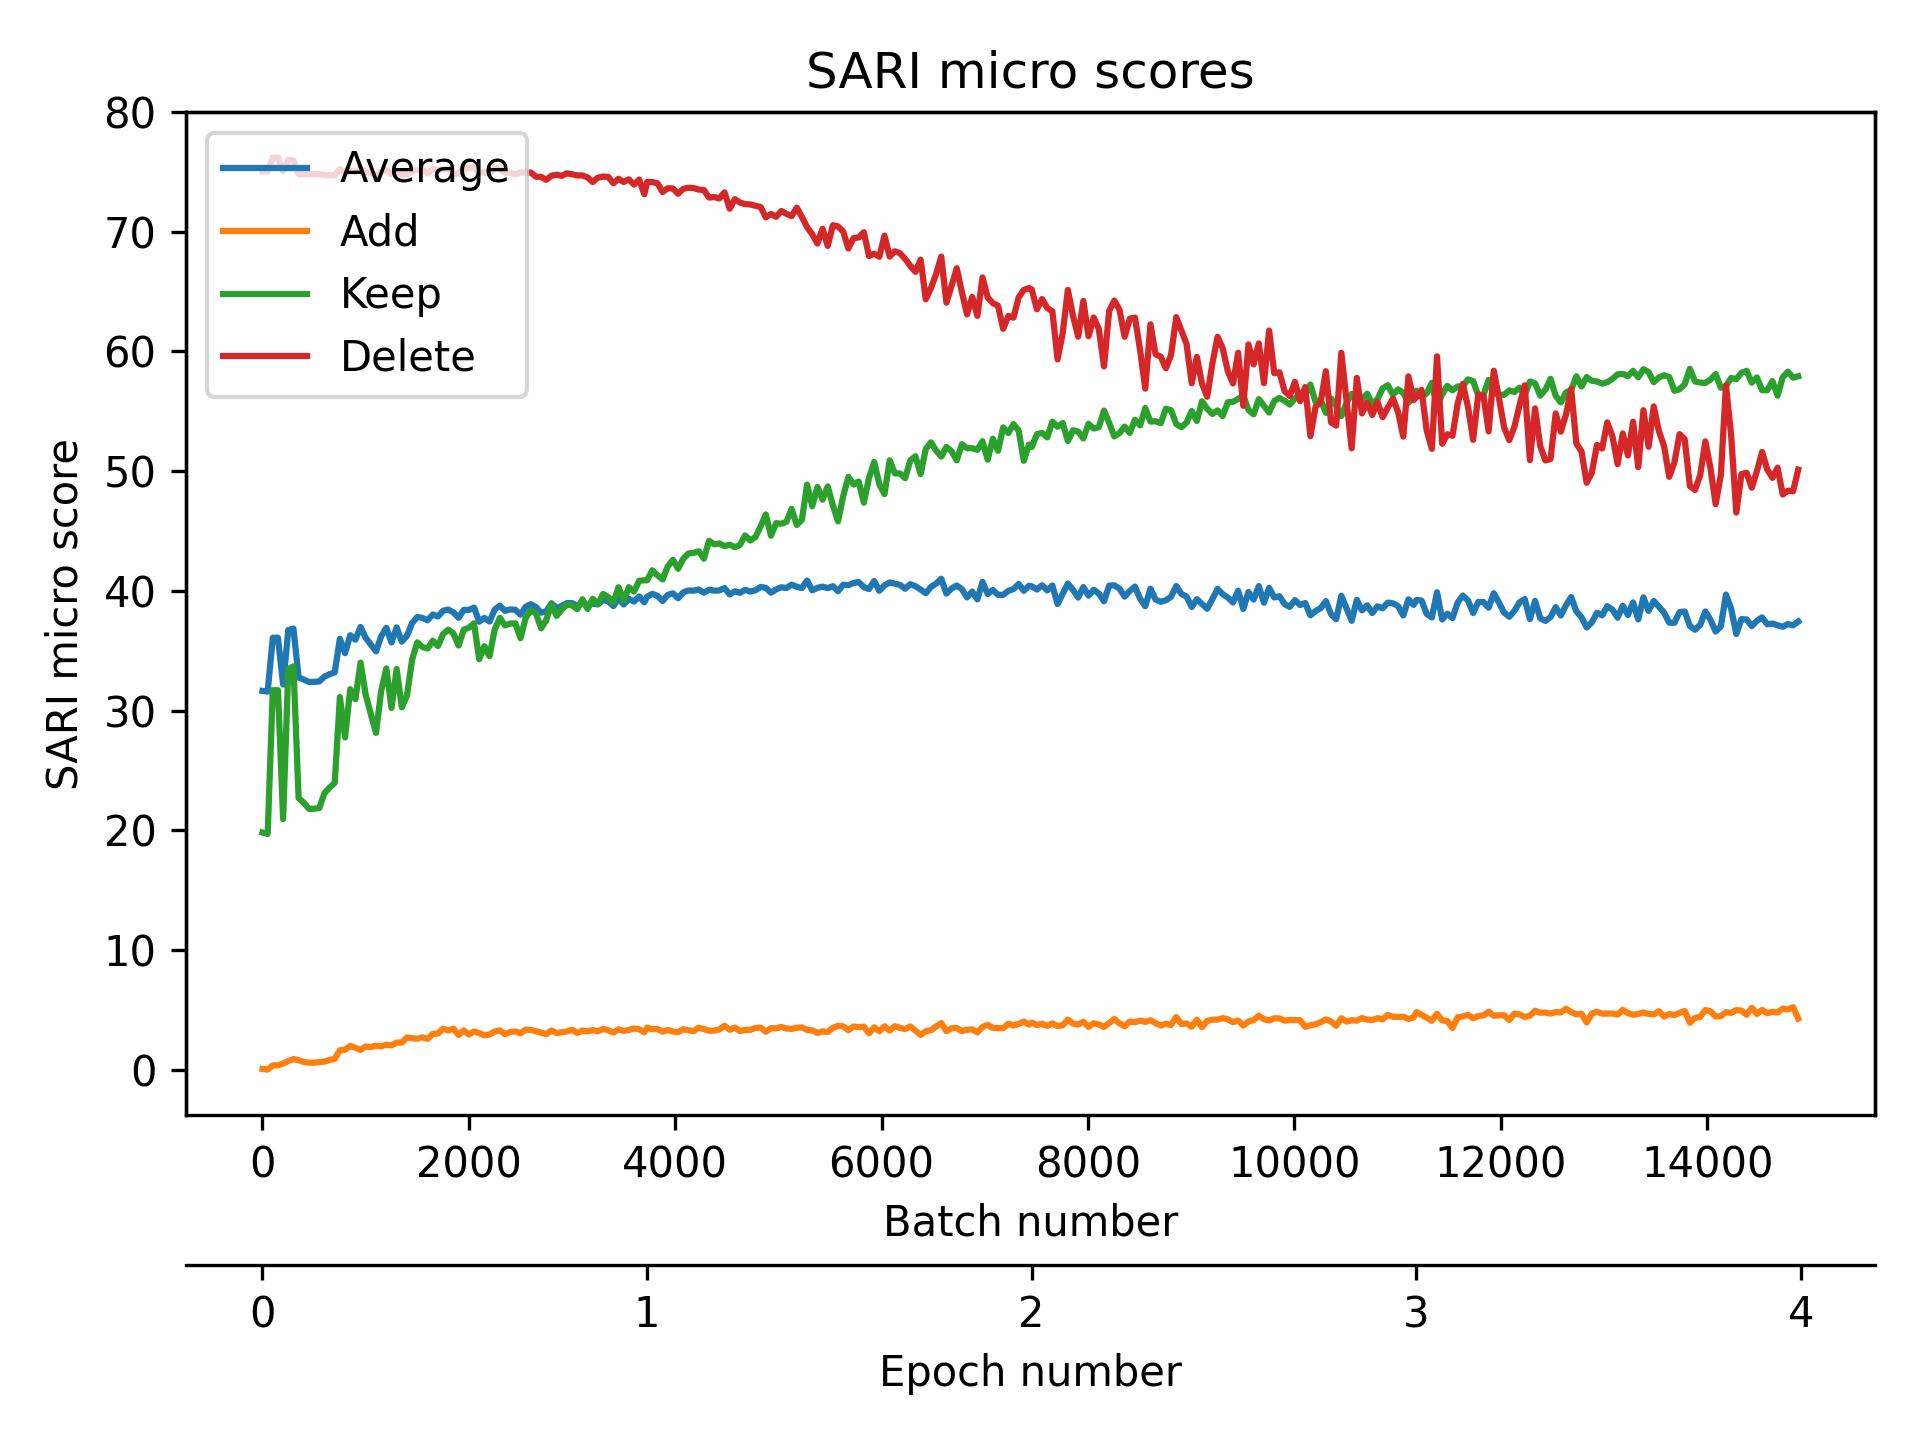 SARI micro scores
80
70
60
50
40
30
20
10
0
SARI micro score
Average
Add
Keep
Delete
0 2000 4000 6000 8000 10000 12000 14000
Batch number
0 1 2 3 4
Epoch number